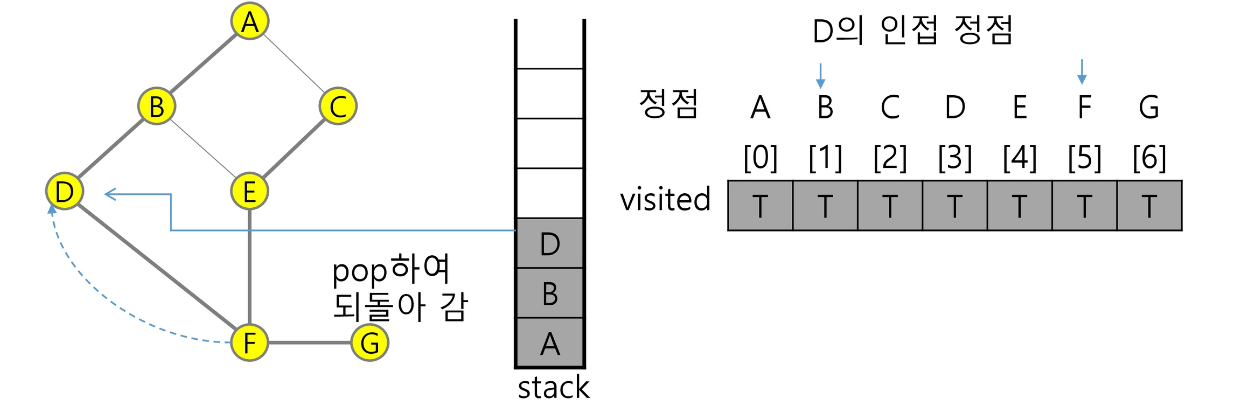 A
B
C
D
E
F
G
pop하여
되돌아 감
D
B
A
stack
D의 인접 정점
정점 A B C D E F G
[0] [1] [2] [3] [4] [5] [6]
visited T T T T T T T